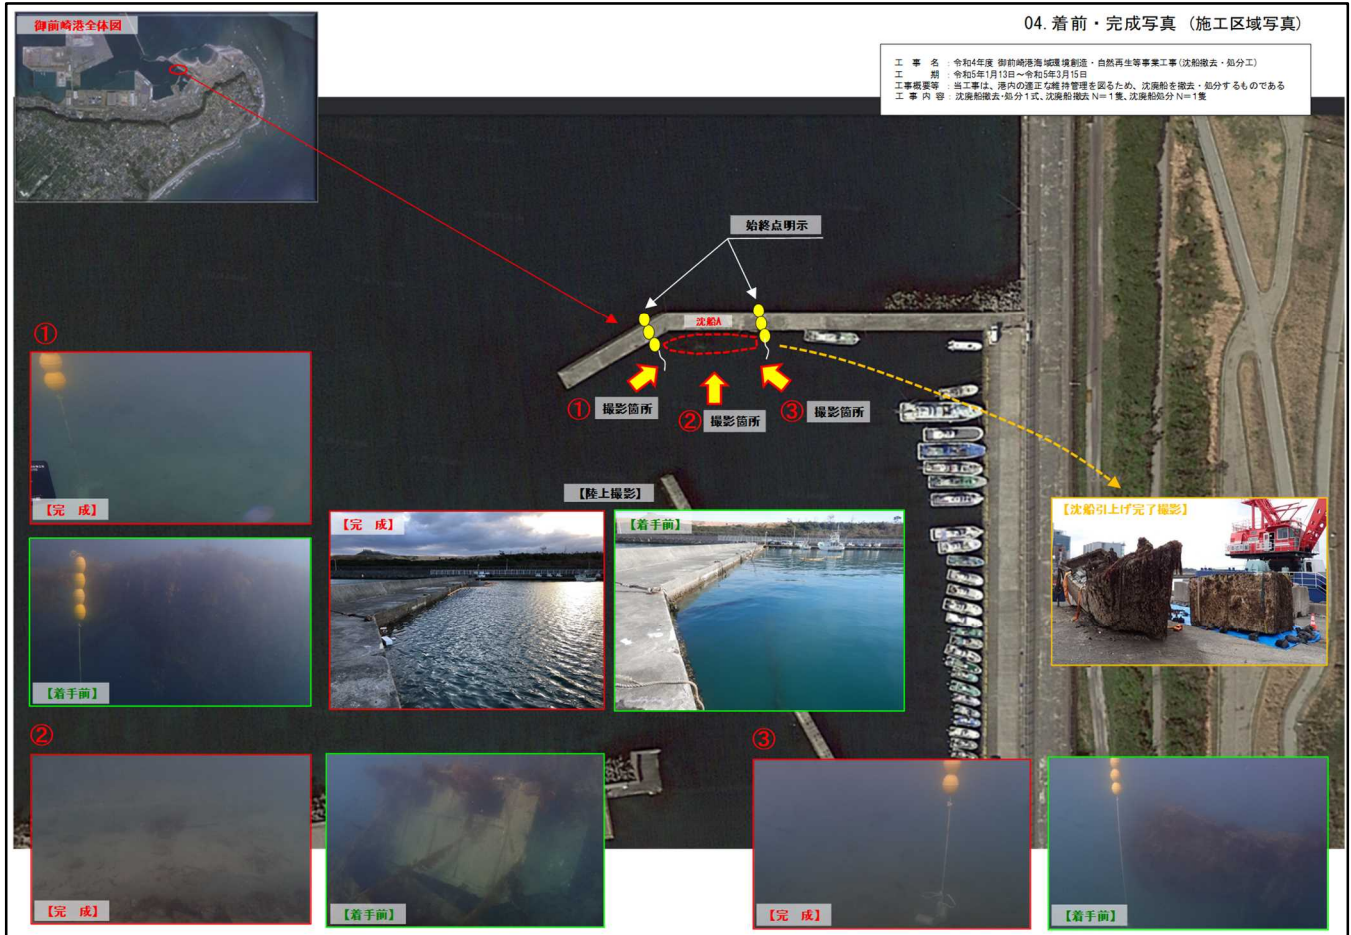 04. 着前・完成写真 (施工区域写真)
御前崎港全体図
工 事 名 : 令和4年度 御前崎港海域環境創造・自然再生等事業工事(沈船撤去・処分工)
工 期 : 令和5年1月13日～令和5年3月15日
工事概要等 : 当工事は、港内の適正な維持管理を図るため、沈廃船を撤去・処分するものである
工 事 内 容 : 沈廃船撤去・処分1式、沈廃船撤去 N=1隻、沈廃船処分 N=1隻
始終点明示
沈船A
①
① 撮影箇所
② 撮影箇所
③ 撮影箇所
【完 成】
【着手前】
【陸上撮影】
【完 成】
【着手前】
【沈船引上げ完了撮影】
②
【完 成】
【着手前】
③
【完 成】
【着手前】